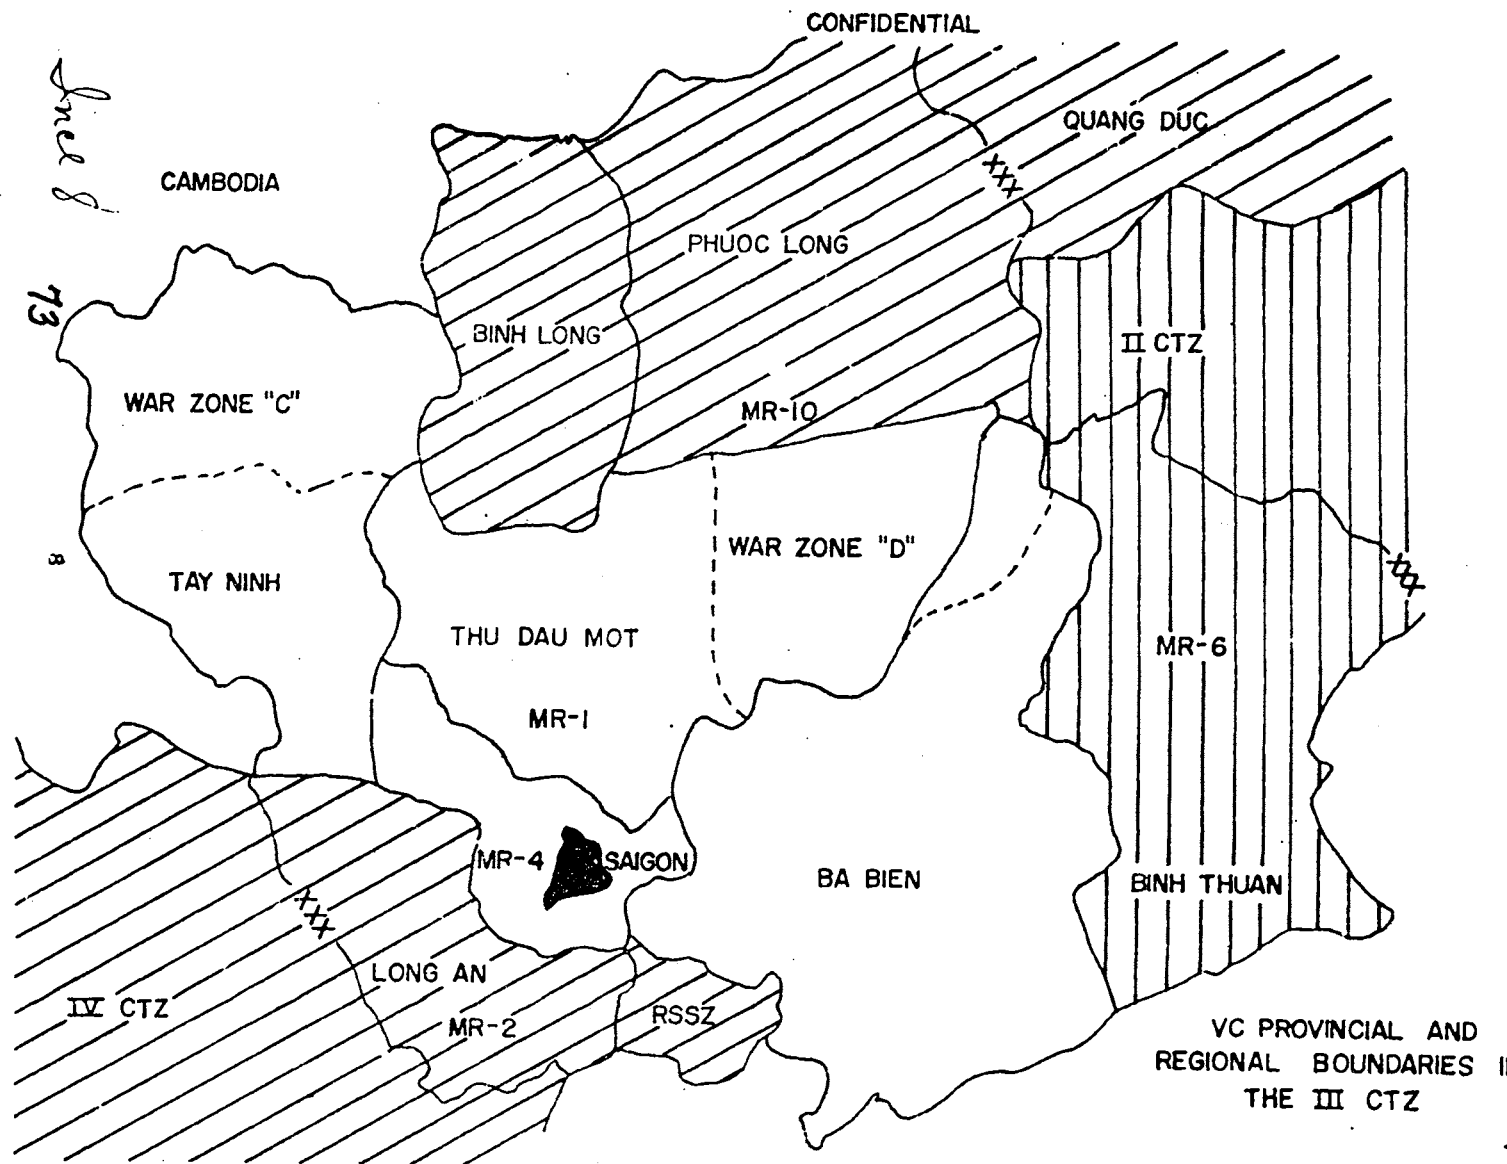 CONFIDENTIAL
QUANG DUC
CAMBODIA
PHUOC LONG
73
BINH LONG
II CTZ
WAR ZONE "C"
MR-10
WAR ZONE "D"
8
TAY NINH
THU DAU MOT
MR-6
MR-1
MR-4
SAIGON
BA BIEN
BINH THUAN
LONG AN
IV CTZ
MR-2
RSSZ
VC PROVINCIAL AND
REGIONAL BOUNDARIES
THE III CTZ